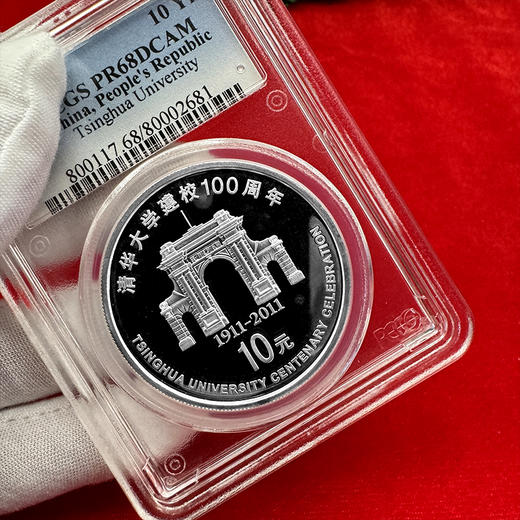 10 Y
CGS PR68DCAM
China, People's Republic
Tsinghua University
800117.68/80002681
清华大学建校100周年
1911-2011
10元
TSINGHUA UNIVERSITY CENTENARY CELEBRATION
PCGS